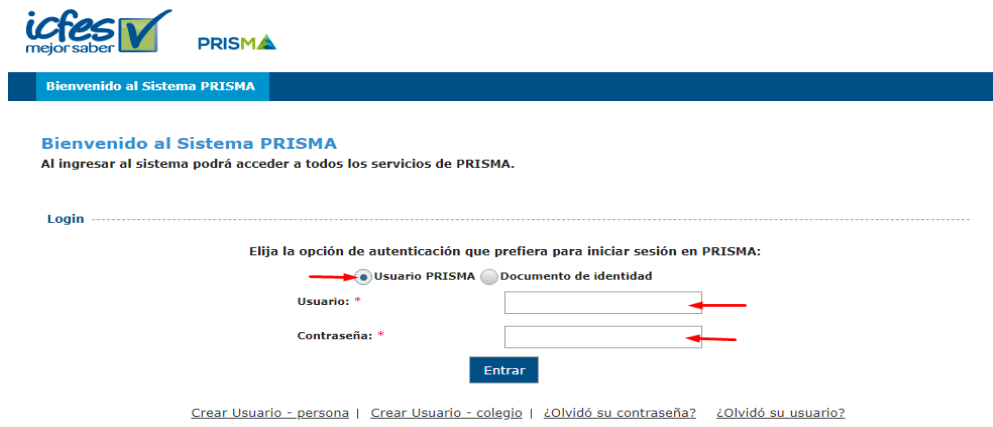 icfes
mejor saber
PRISMA
Bienvenido al Sistema PRISMA
Bienvenido al Sistema PRISMA
Al ingresar al sistema podrá acceder a todos los servicios de PRISMA.
Login
Elija la opción de autenticación que prefiera para iniciar sesión en PRISMA:
Usuario PRISMA Documento de identidad
Usuario: *
Contraseña: *
Entrar
Crear Usuario - persona | Crear Usuario - colegio | ¿Olvidó su contraseña? ¿Olvidó su usuario?